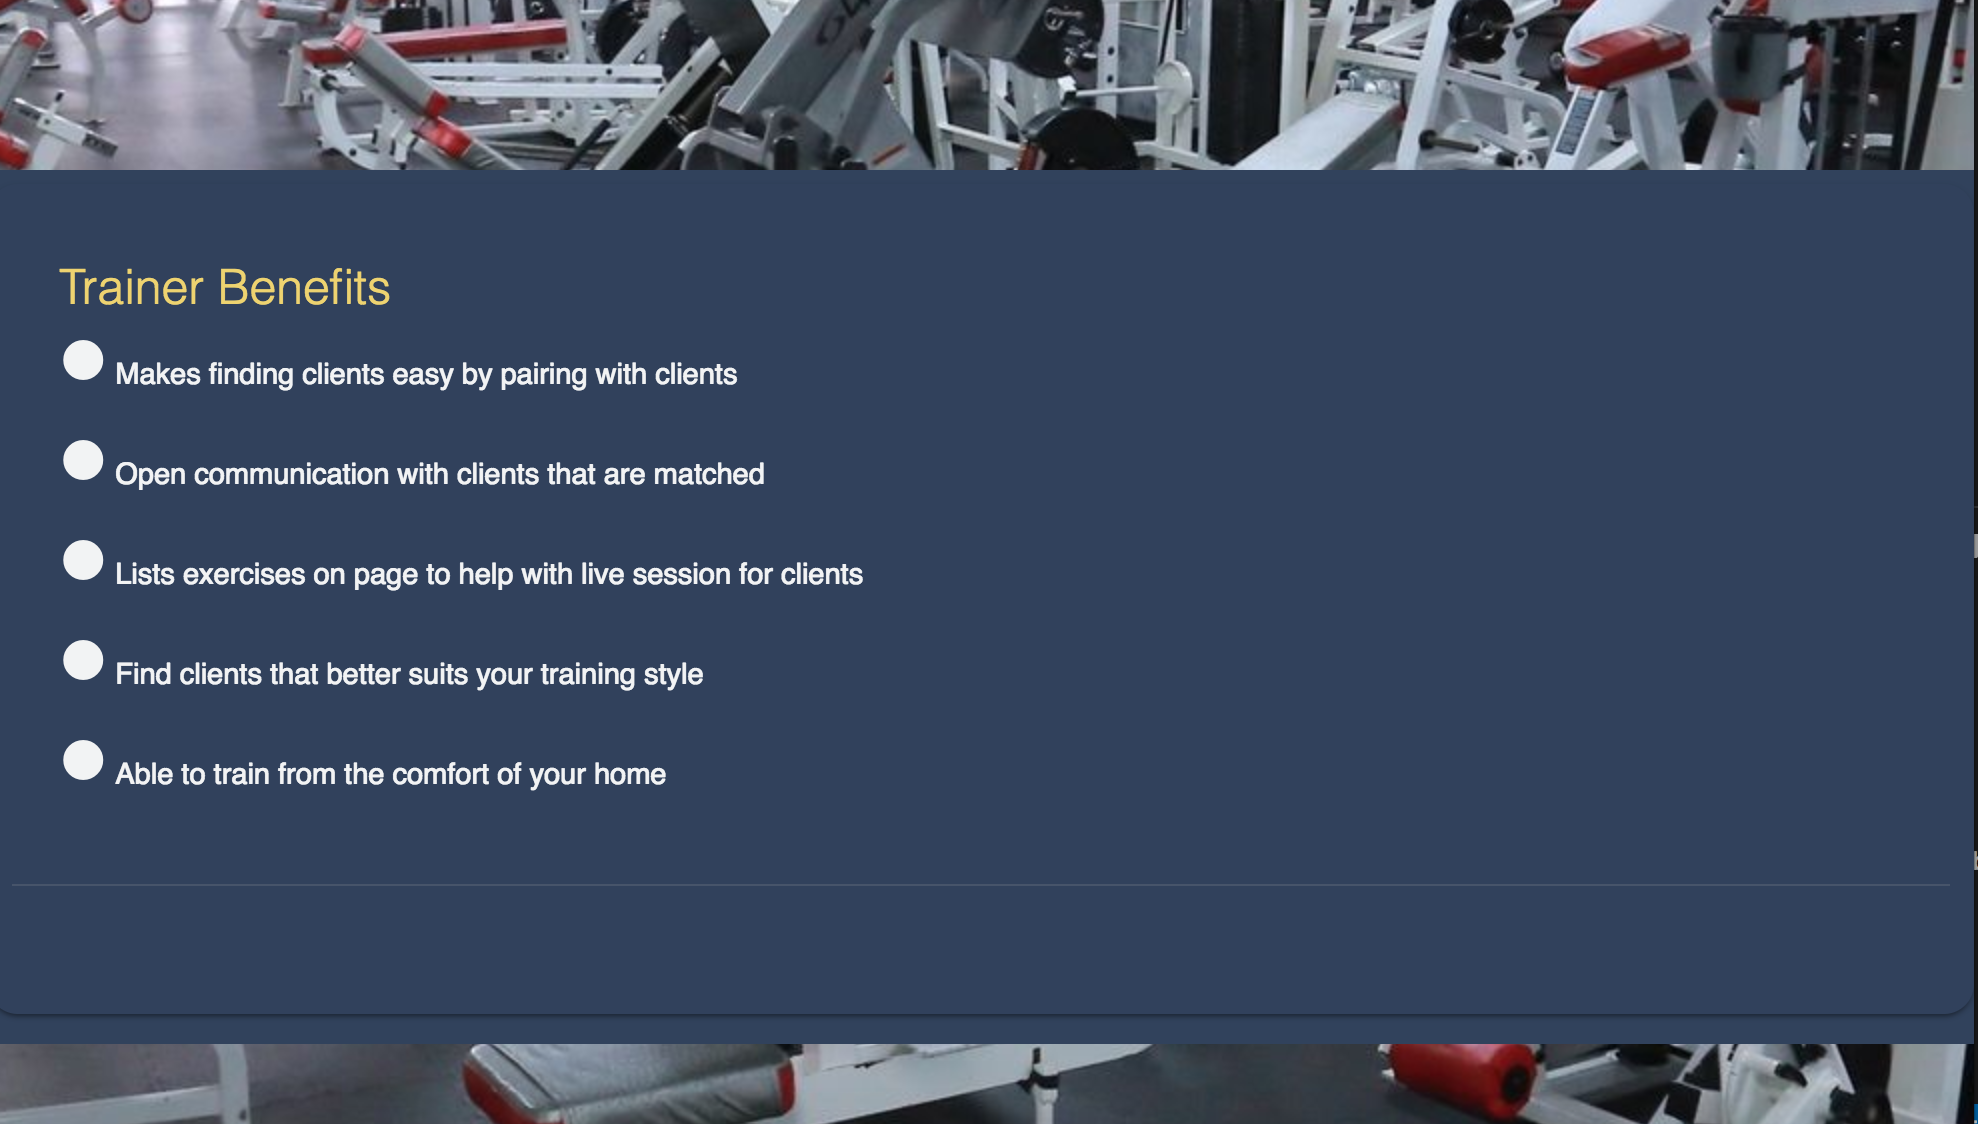 Trainer Benefits
Makes finding clients easy by pairing with clients
Open communication with clients that are matched
Lists exercises on page to help with live session for clients
Find clients that better suits your training style
Able to train from the comfort of your home